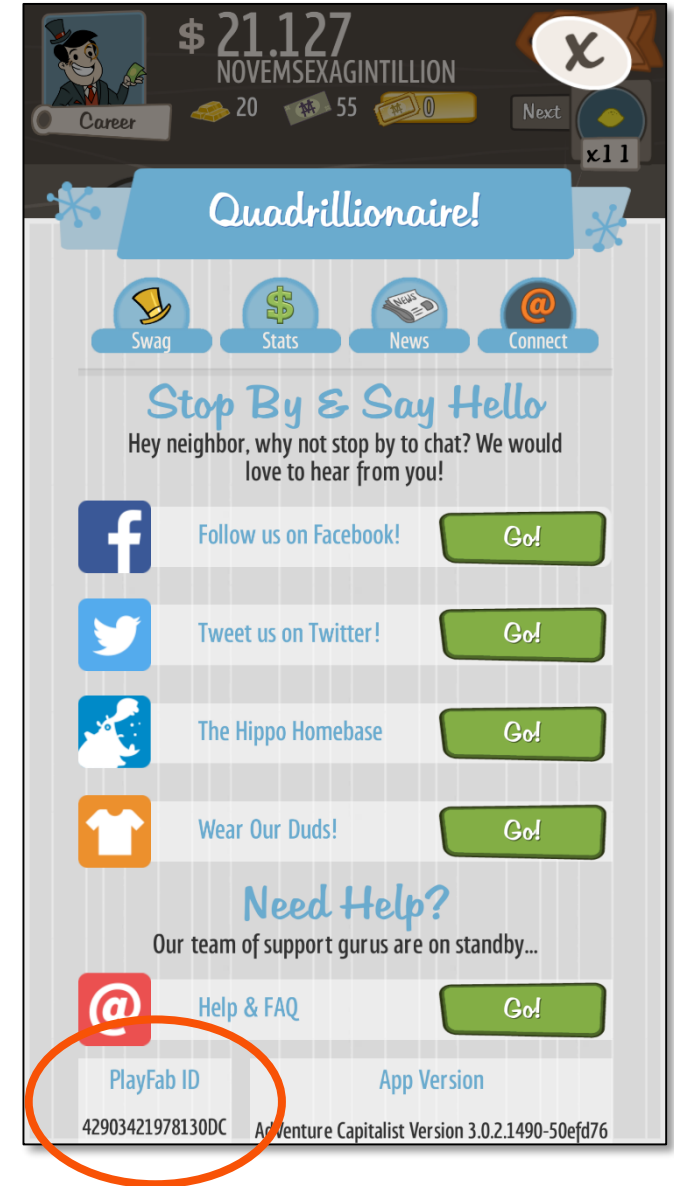 $ 21.127
NOVEMSEXAGINTILLION
Career
20
55
0
Next
x11
X
Quadrillionaire!
Swag
Stats
NEWS
News
@
Connect
Stop By & Say Hello
Hey neighbor, why not stop by to chat? We would
love to hear from you!
Follow us on Facebook!
Go!
Tweet us on Twitter!
Go!
The Hippo Homebase
Go!
Wear Our Duds!
Go!
Need Help?
Our team of support gurus are on standby...
@
Help & FAQ
Go!
PlayFab ID
App Version
42903421978130DC
AdVenture Capitalist Version 3.0.2.1490-50efd76